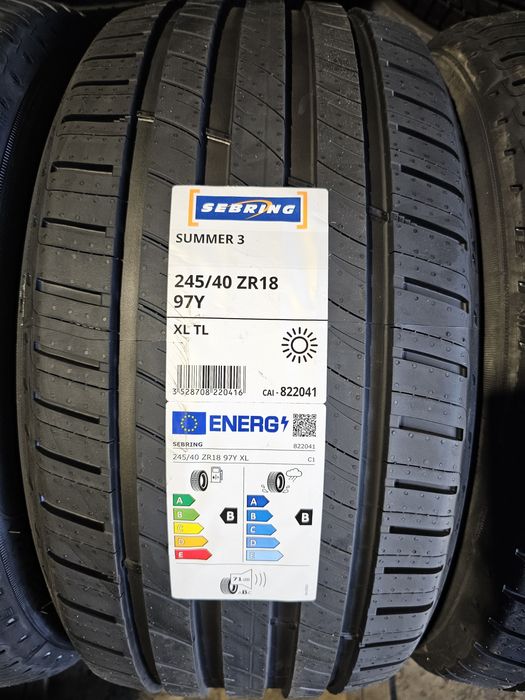 SEBRING
SUMMER 3
245/40 ZR18
97Y
XL TL
3 528708 220416
CAI - 822041
ENERG
SEBRING 822041
245/40 ZR18 97Y XL C1
A A
B B B B
C C
D D
E E
71 dB